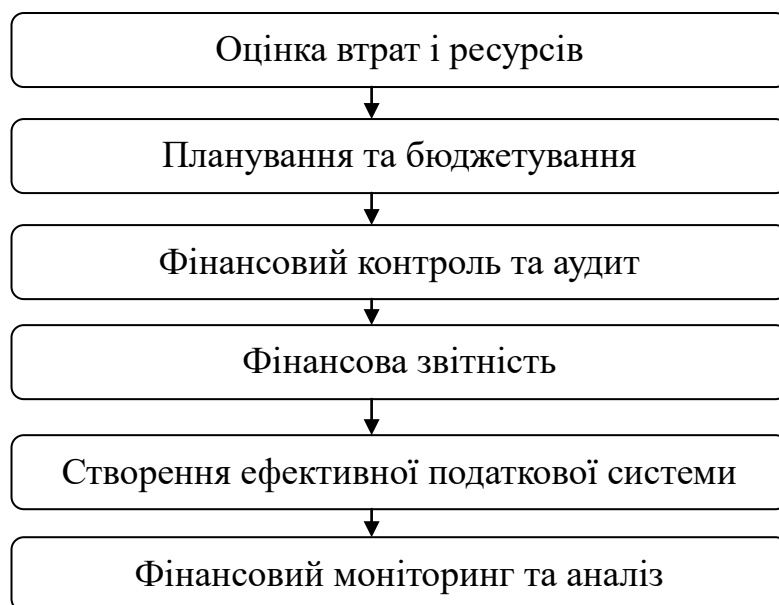 Оцінка втрат і ресурсів
Планування та бюджетування
Фінансовий контроль та аудит
Фінансова звітність
Створення ефективної податкової системи
Фінансовий моніторинг та аналіз